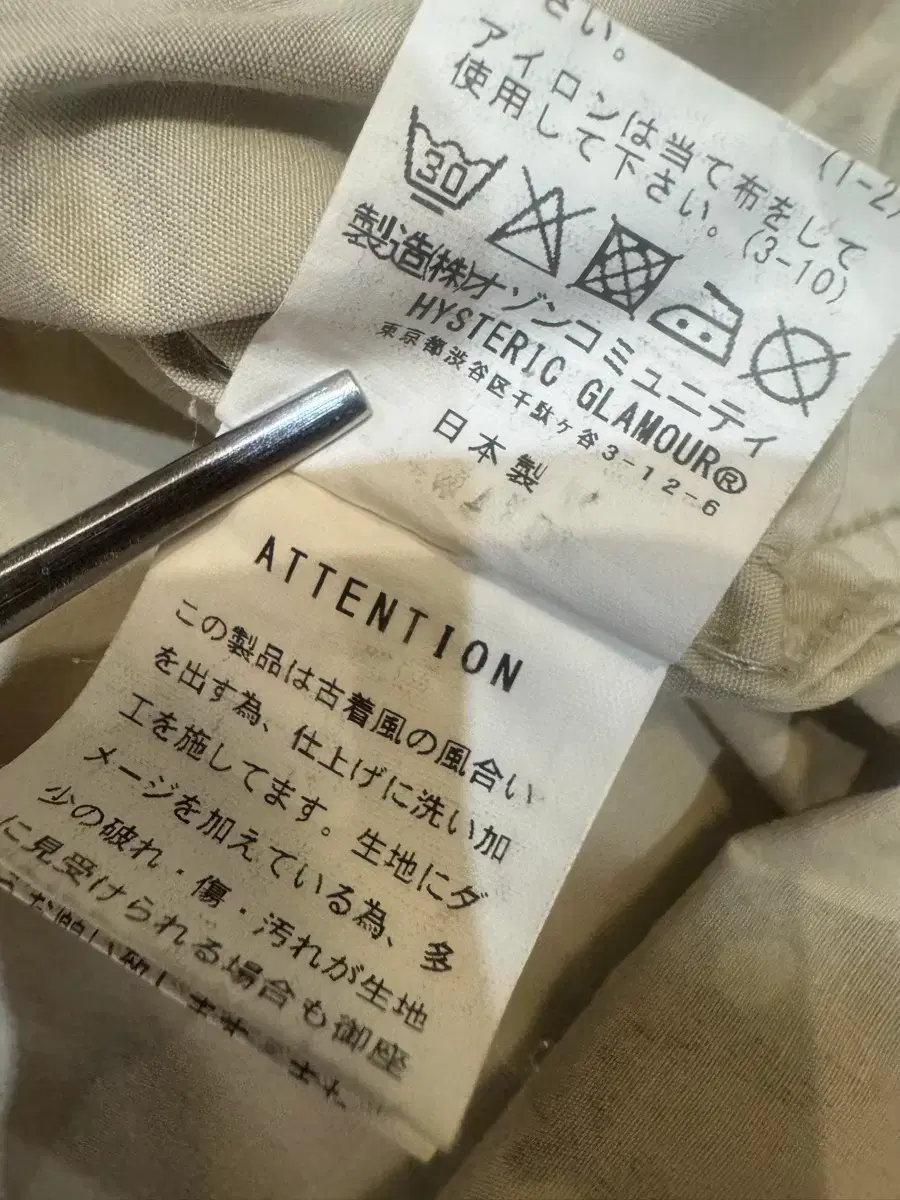 さい。 (1-2)
アイロンは当て布をして
使用して下さい。(3-10)
30
製造(株)オゾンコミュニティ
HYSTERIC GLAMOUR®
東京都渋谷区千駄ヶ谷3-12-6
日本製
ATTENTION
この製品は古着風の風合い
を出す為、仕上げに洗い加
工を施してます。生地にダ
メージを加えている為、多
少の破れ・傷・汚れが生地
に見受けられる場合も御座